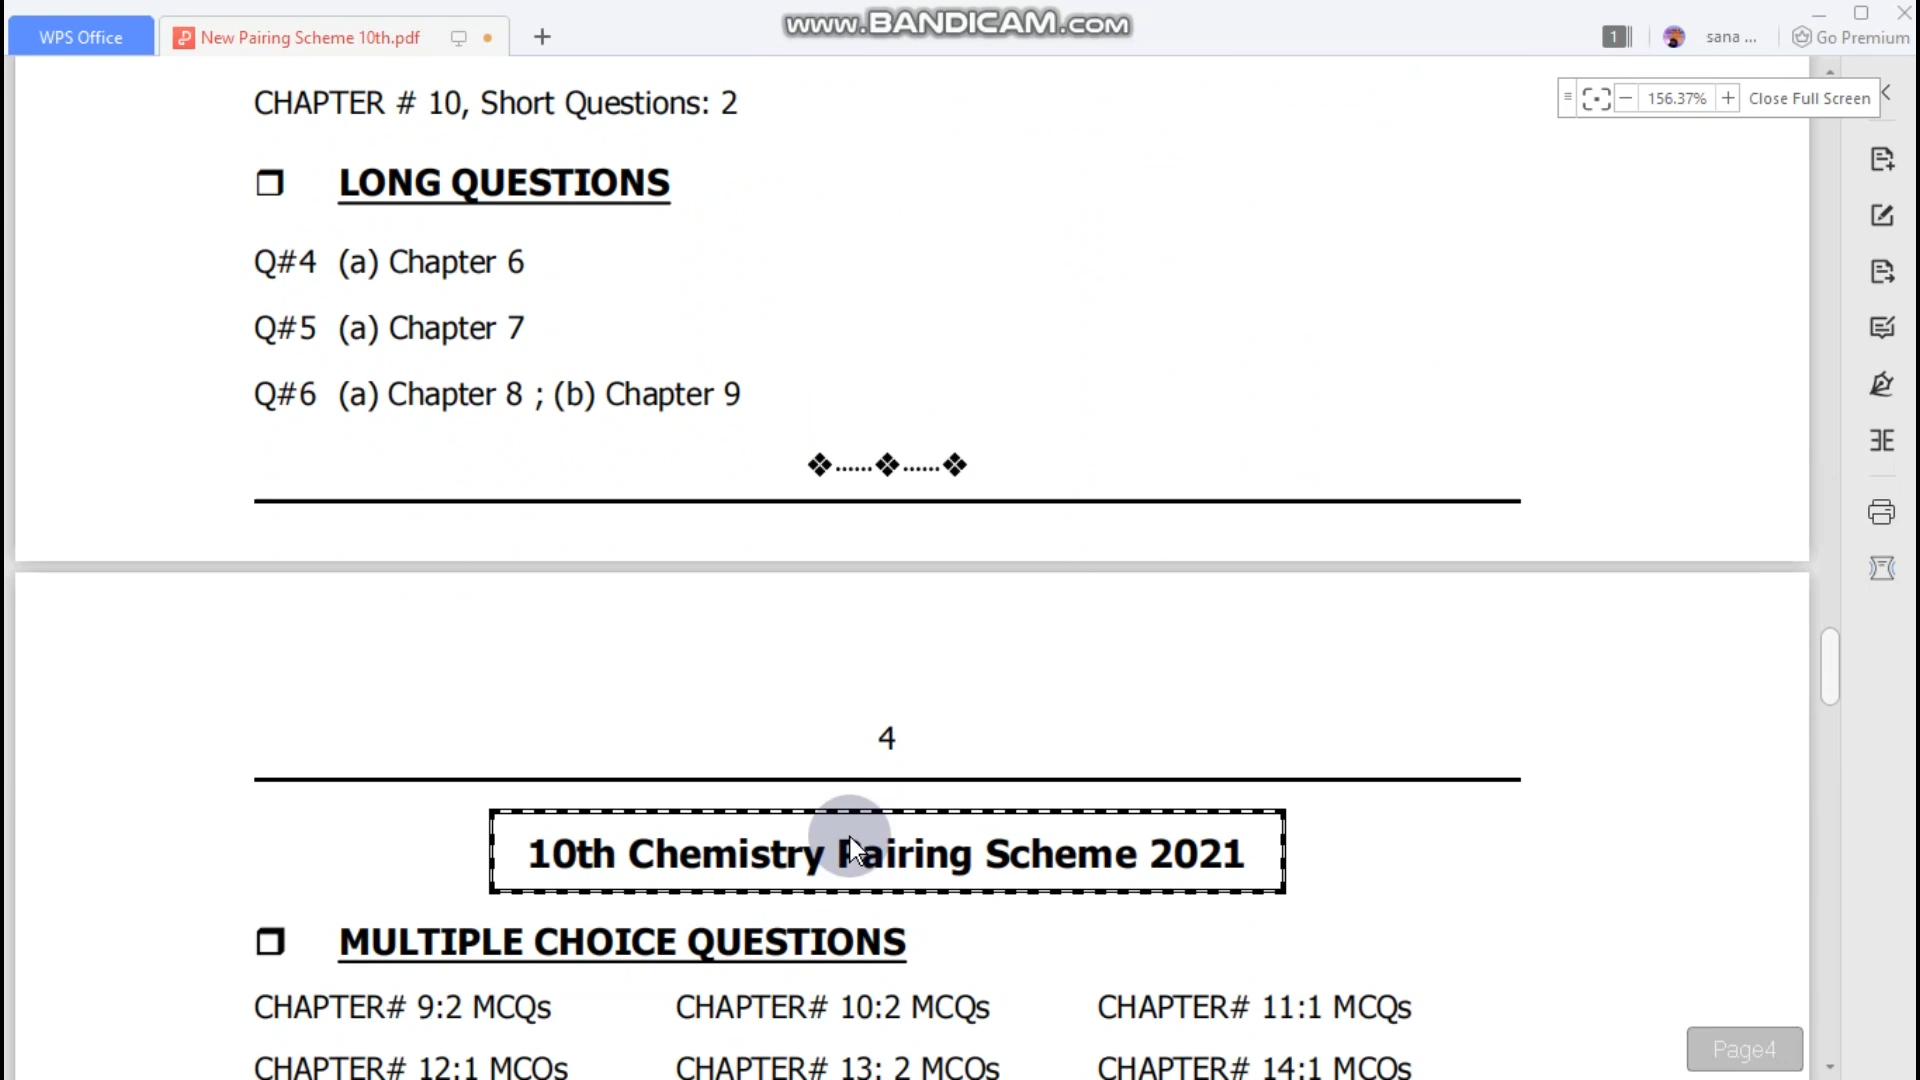 www.BANDICAM.com
WPS Office
New Pairing Scheme 10th.pdf
1
sana ...
Go Premium
156.37%
Close Full Screen
CHAPTER # 10, Short Questions: 2
❒ LONG QUESTIONS
Q#4 (a) Chapter 6
Q#5 (a) Chapter 7
Q#6 (a) Chapter 8 ; (b) Chapter 9
❖......❖......❖
4
10th Chemistry Pairing Scheme 2021
❒ MULTIPLE CHOICE QUESTIONS
CHAPTER# 9:2 MCQs CHAPTER# 10:2 MCQs CHAPTER# 11:1 MCQs
CHAPTER# 12:1 MCQs CHAPTER# 13: 2 MCQs CHAPTER# 14:1 MCQs
Page4